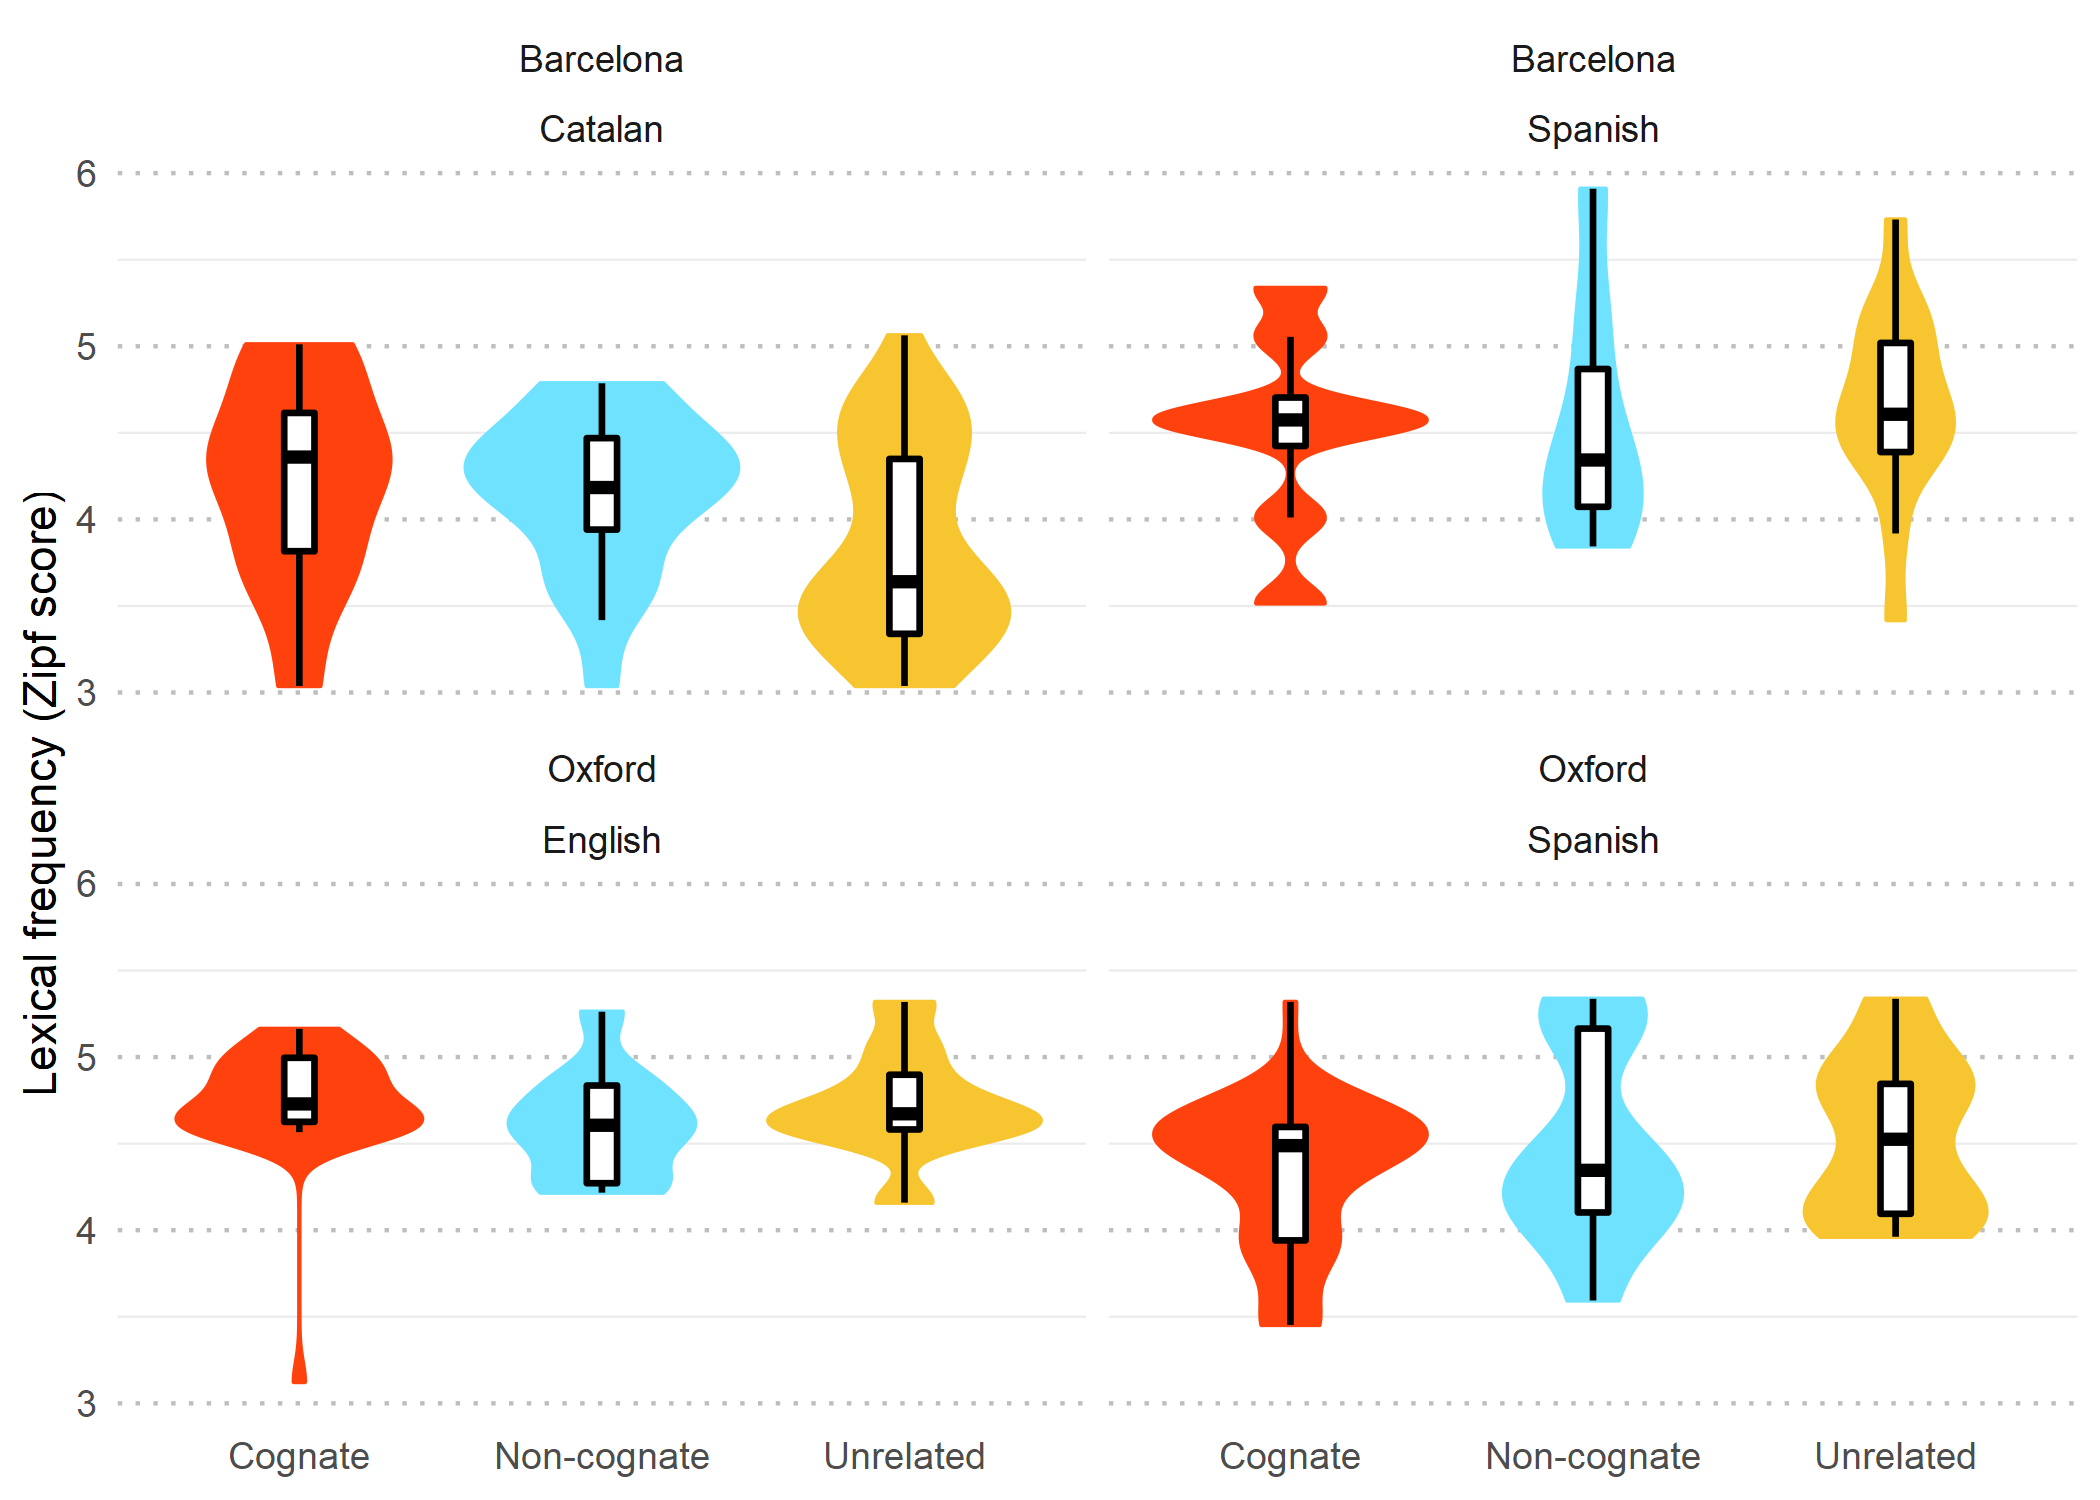 Barcelona
Catalan
Barcelona
Spanish
6
5
4
3
Lexical frequency (Zipf score)
Oxford
English
Oxford
Spanish
6
5
4
3
Cognate
Non-cognate
Unrelated
Cognate
Non-cognate
Unrelated